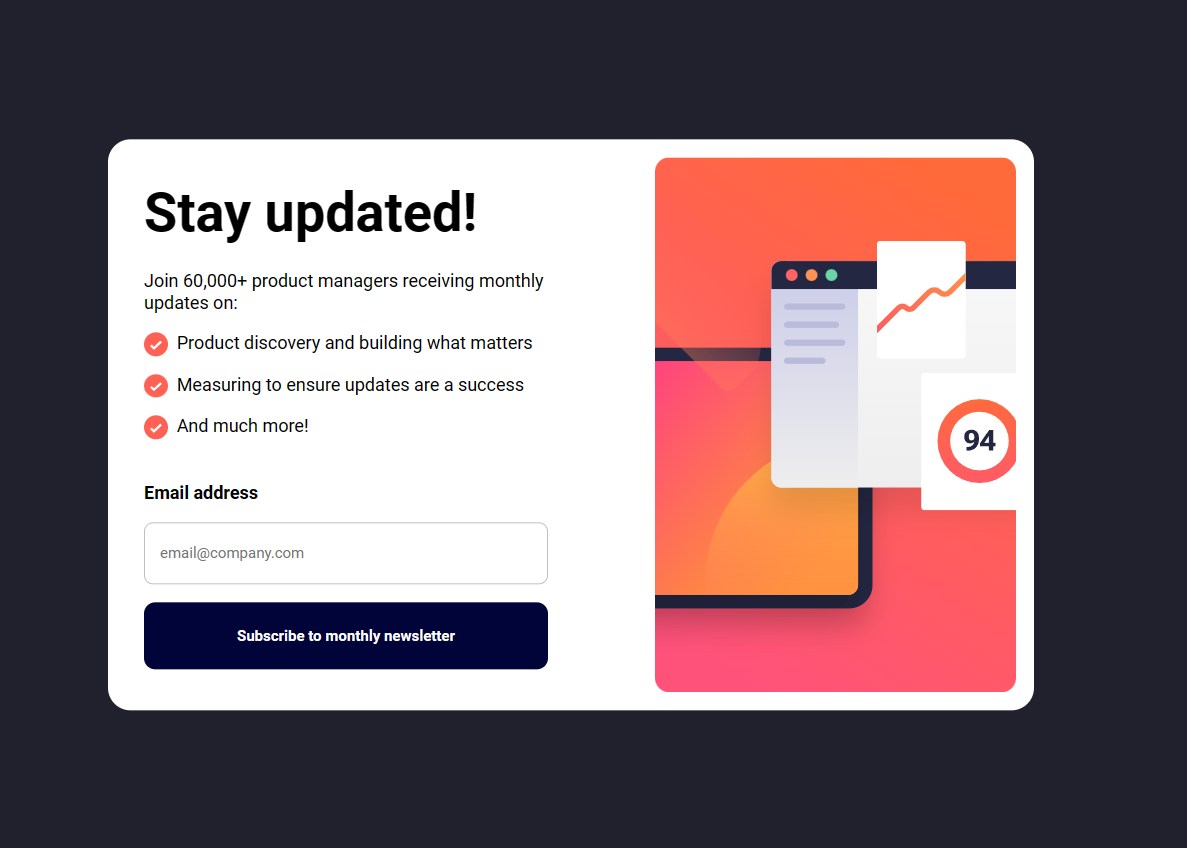 Stay updated!
Join 60,000+ product managers receiving monthly
updates on:
Product discovery and building what matters
Measuring to ensure updates are a success
And much more!
Email address
email@company.com
Subscribe to monthly newsletter
94